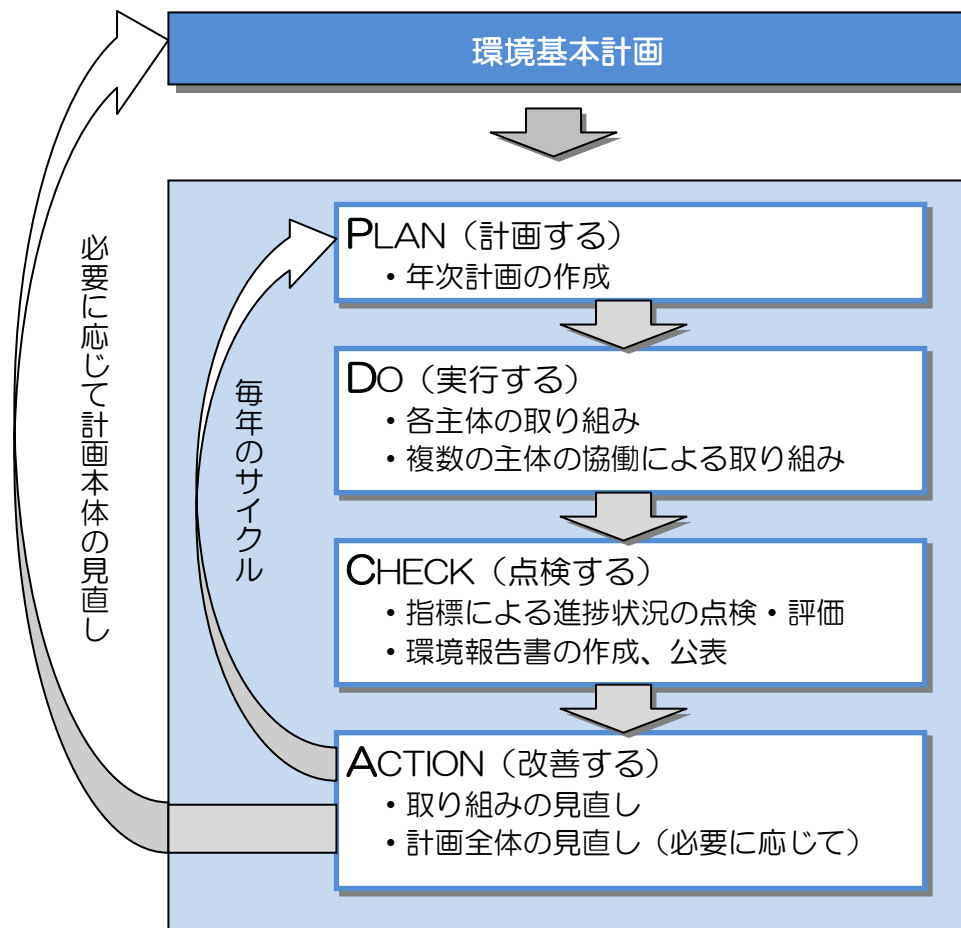 環境基本計画
必要に応じて計画本体の見直し
毎年のサイクル
PLAN（計画する）
・年次計画の作成
DO（実行する）
・各主体の取り組み
・複数の主体の協働による取り組み
CHECK（点検する）
・指標による進捗状況の点検・評価
・環境報告書の作成、公表
ACTION（改善する）
・取り組みの見直し
・計画全体の見直し（必要に応じて）